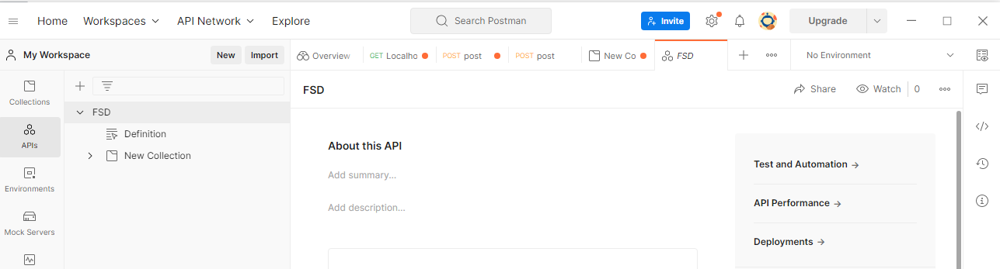 Home Workspaces API Network Explore Search Postman Invite Upgrade
My Workspace New Import Overview GET Localho POST post POST post New Co FSD No Environment
Collections
APIs
Environments
Mock Servers
FSD
Definition
New Collection
FSD Share Watch 0
About this API
Add summary...
Add description...
Test and Automation →
API Performance →
Deployments →